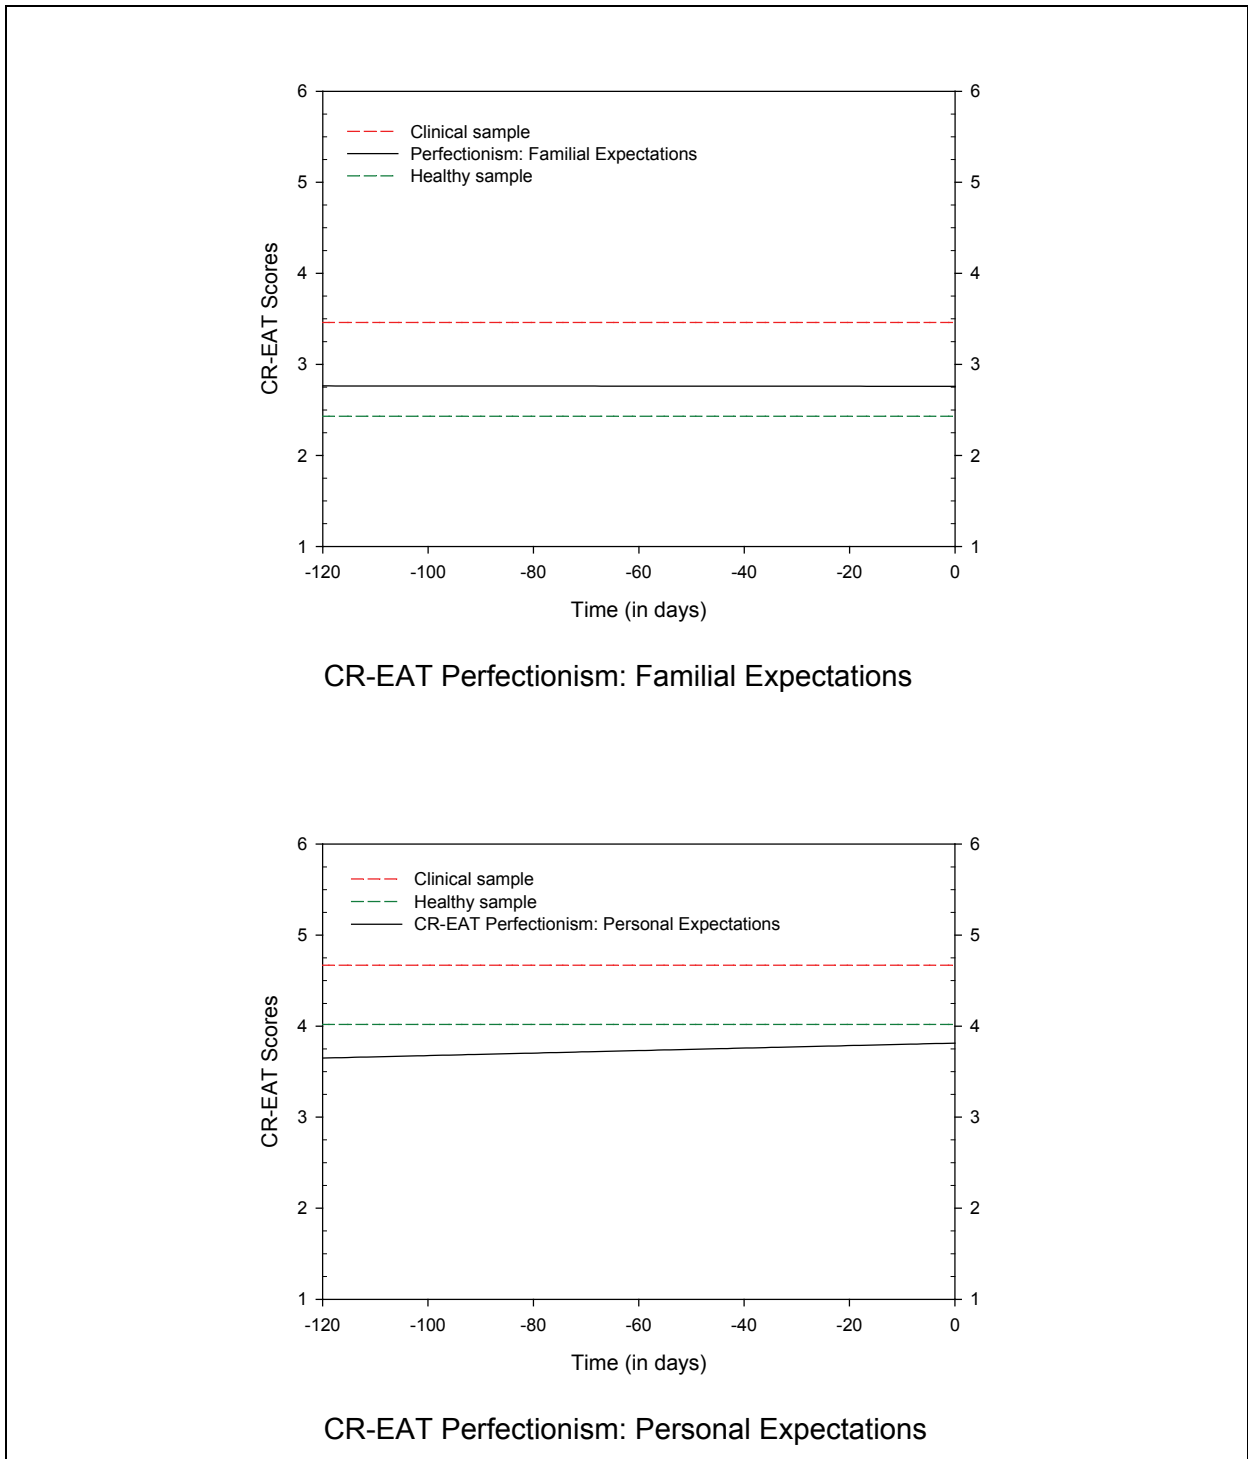 6 6
Clinical sample
Perfectionism: Familial Expectations
Healthy sample
5 5
4 4
CR-EAT Scores
3 3
2 2
1 1
-120 -100 -80 -60 -40 -20 0
Time (in days)
CR-EAT Perfectionism: Familial Expectations
6 6
Clinical sample
Healthy sample
CR-EAT Perfectionism: Personal Expectations
5 5
4 4
CR-EAT Scores
3 3
2 2
1 1
-120 -100 -80 -60 -40 -20 0
Time (in days)
CR-EAT Perfectionism: Personal Expectations